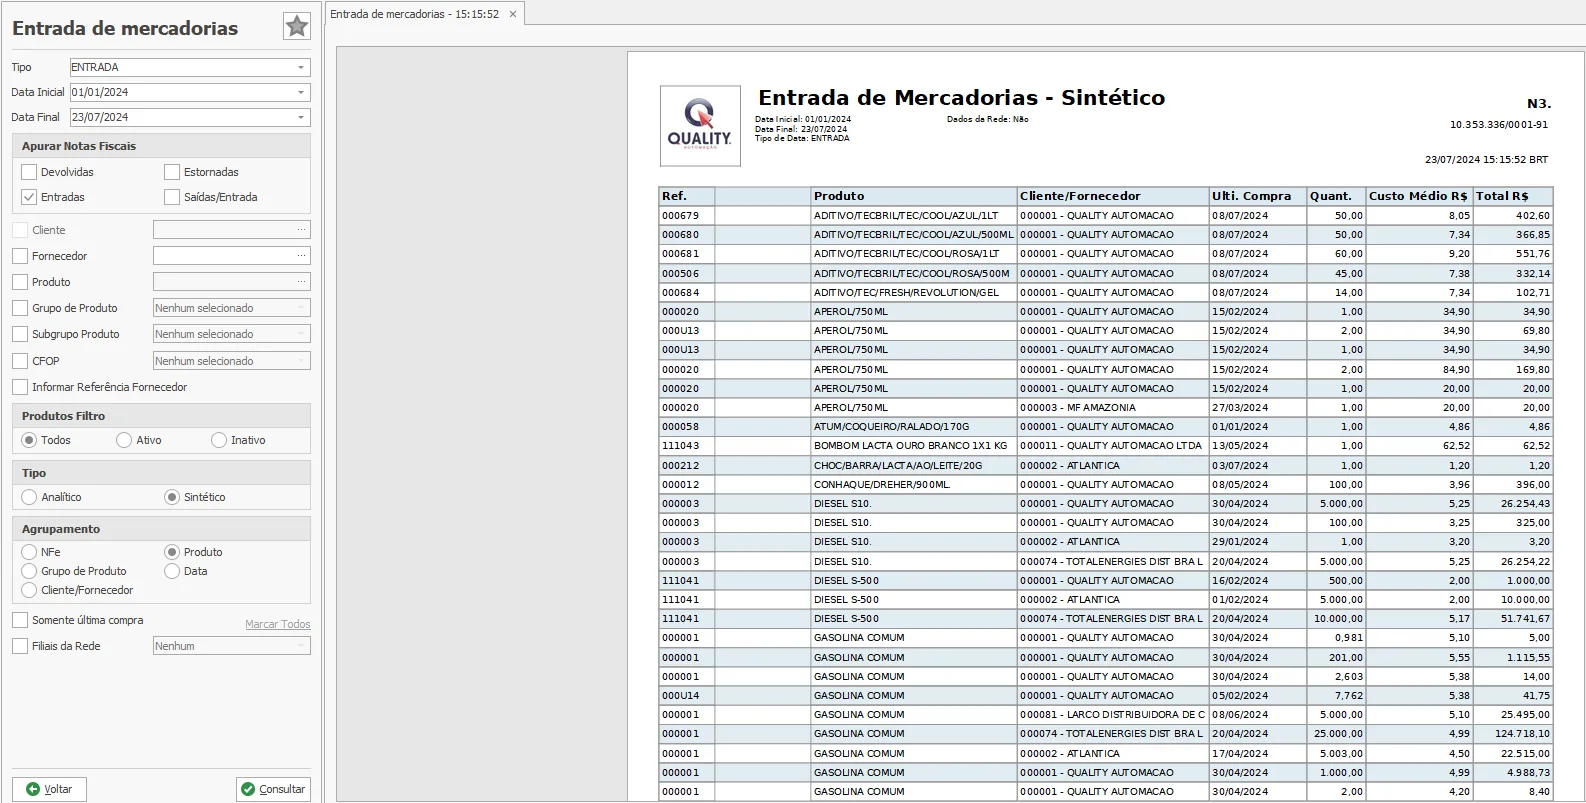 Entrada de mercadorias
Tipo ENTRADA
Data Inicial 01/01/2024
Data Final 23/07/2024
Apurar Notas Fiscais
Devolvidas Estornadas
Entradas Saídas/Entrada
Cliente ...
Fornecedor ...
Produto ...
Grupo de Produto Nenhum selecionado
Subgrupo Produto Nenhum selecionado
CFOP Nenhum selecionado
Informar Referência Fornecedor
Produtos Filtro
Todos Ativo Inativo
Tipo
Analítico Sintético
Agrupamento
NFe Produto
Grupo de Produto Data
Cliente/Fornecedor
Somente última compra Marcar Todos
Filiais da Rede Nenhum
Voltar Consultar
Entrada de mercadorias - 15:15:52 ×
QUALITY.
AUTOMAÇÃO
Entrada de Mercadorias - Sintético
Data Inicial: 01/01/2024 Dados da Rede: Não
Data Final: 23/07/2024
Tipo de Data: ENTRADA
N3.
10.353.336/0001-91
23/07/2024 15:15:52 BRT
Ref. Produto Cliente/Fornecedor Ulti. Compra Quant. Custo Médio R$ Total R$
000679 ADITIVO/TECBRIL/TEC/COOL/AZUL/1LT 000001 - QUALITY AUTOMACAO 08/07/2024 50,00 8,05 402,60
000680 ADITIVO/TECBRIL/TEC/COOL/AZUL/500ML 000001 - QUALITY AUTOMACAO 08/07/2024 50,00 7,34 366,85
000681 ADITIVO/TECBRIL/TEC/COOL/ROSA/1LT 000001 - QUALITY AUTOMACAO 08/07/2024 60,00 9,20 551,76
000506 ADITIVO/TECBRIL/TEC/COOL/ROSA/500M 000001 - QUALITY AUTOMACAO 08/07/2024 45,00 7,38 332,14
000684 ADITIVO/TEC/FRESH/REVOLUTION/GEL 000001 - QUALITY AUTOMACAO 08/07/2024 14,00 7,34 102,71
000020 APEROL/750ML 000001 - QUALITY AUTOMACAO 15/02/2024 1,00 34,90 34,90
000U13 APEROL/750ML 000001 - QUALITY AUTOMACAO 15/02/2024 2,00 34,90 69,80
000U13 APEROL/750ML 000001 - QUALITY AUTOMACAO 15/02/2024 1,00 34,90 34,90
000020 APEROL/750ML 000001 - QUALITY AUTOMACAO 15/02/2024 2,00 84,90 169,80
000020 APEROL/750ML 000001 - QUALITY AUTOMACAO 15/02/2024 1,00 20,00 20,00
000020 APEROL/750ML 000003 - MF AMAZONIA 27/03/2024 1,00 20,00 20,00
000058 ATUM/COQUEIRO/RALADO/170G 000001 - QUALITY AUTOMACAO 01/01/2024 1,00 4,86 4,86
111043 BOMBOM LACTA OURO BRANCO 1X1 KG 000011 - QUALITY AUTOMACAO LTDA 13/05/2024 1,00 62,52 62,52
000212 CHOC/BARRA/LACTA/AO/LEITE/20G 000002 - ATLANTICA 03/07/2024 1,00 1,20 1,20
000012 CONHAQUE/DREHER/900ML. 000001 - QUALITY AUTOMACAO 08/05/2024 100,00 3,96 396,00
000003 DIESEL S10. 000001 - QUALITY AUTOMACAO 30/04/2024 5.000,00 5,25 26.254,43
000003 DIESEL S10. 000001 - QUALITY AUTOMACAO 30/04/2024 100,00 3,25 325,00
000003 DIESEL S10. 000002 - ATLANTICA 29/01/2024 1,00 3,20 3,20
000003 DIESEL S10. 000074 - TOTALENERGIES DIST BRA L 20/04/2024 5.000,00 5,25 26.254,22
111041 DIESEL S-500 000001 - QUALITY AUTOMACAO 16/02/2024 500,00 2,00 1.000,00
111041 DIESEL S-500 000002 - ATLANTICA 01/02/2024 5.000,00 2,00 10.000,00
111041 DIESEL S-500 000074 - TOTALENERGIES DIST BRA L 20/04/2024 10.000,00 5,17 51.741,67
000001 GASOLINA COMUM 000001 - QUALITY AUTOMACAO 30/04/2024 0,981 5,10 5,00
000001 GASOLINA COMUM 000001 - QUALITY AUTOMACAO 30/04/2024 201,00 5,55 1.115,55
000001 GASOLINA COMUM 000001 - QUALITY AUTOMACAO 30/04/2024 2,603 5,38 14,00
000U14 GASOLINA COMUM 000001 - QUALITY AUTOMACAO 05/02/2024 7,762 5,38 41,75
000001 GASOLINA COMUM 000081 - LARCO DISTRIBUIDORA DE C 08/06/2024 5.000,00 5,10 25.495,00
000001 GASOLINA COMUM 000074 - TOTALENERGIES DIST BRA L 20/04/2024 25.000,00 4,99 124.718,10
000001 GASOLINA COMUM 000002 - ATLANTICA 17/04/2024 5.003,00 4,50 22.515,00
000001 GASOLINA COMUM 000001 - QUALITY AUTOMACAO 30/04/2024 1.000,00 4,99 4.988,73
000001 GASOLINA COMUM 000001 - QUALITY AUTOMACAO 30/04/2024 2,00 4,20 8,40